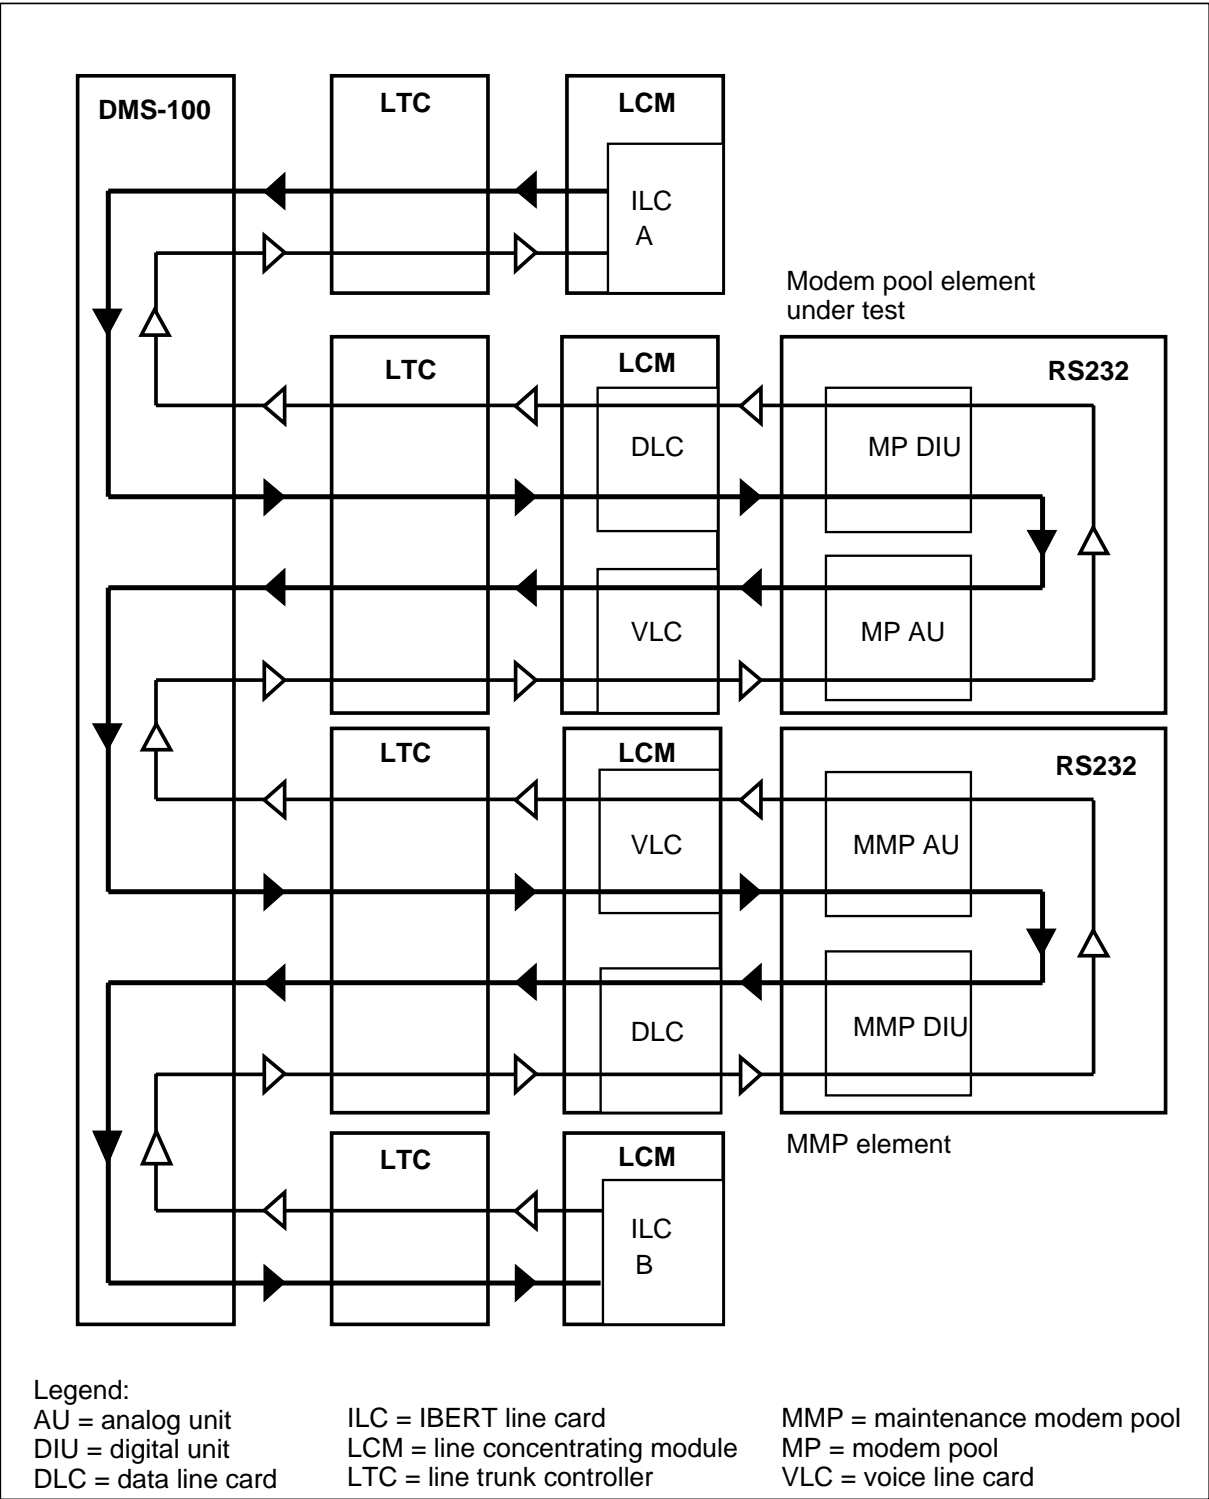 DMS-100
LTC
LCM
ILC
A
Modem pool element
under test
LTC
LCM
RS232
DLC
MP DIU
VLC
MP AU
LTC
LCM
RS232
VLC
MMP AU
DLC
MMP DIU
MMP element
LTC
LCM
ILC
B
Legend:
AU = analog unit
DIU = digital unit
DLC = data line card
ILC = IBERT line card
LCM = line concentrating module
LTC = line trunk controller
MMP = maintenance modem pool
MP = modem pool
VLC = voice line card